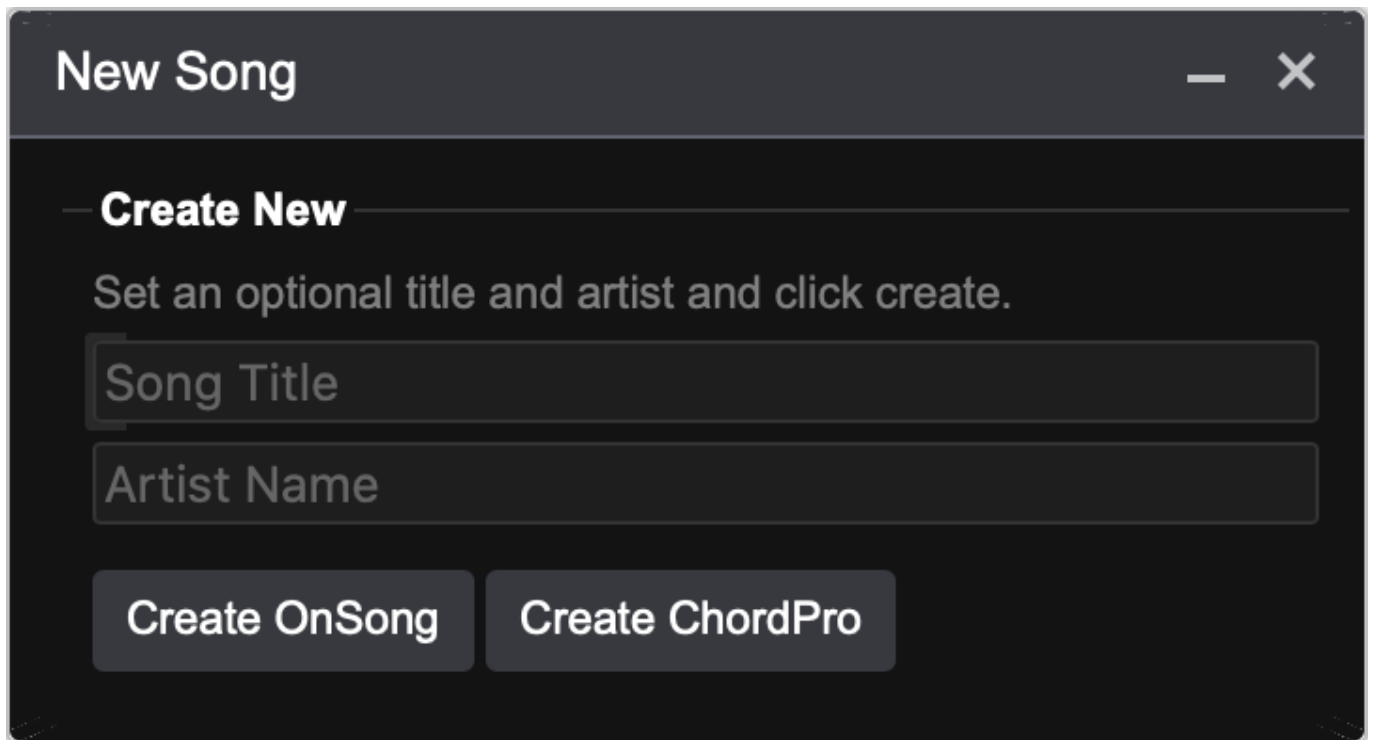 New Song
Create New
Set an optional title and artist and click create.
Song Title
Artist Name
Create OnSong Create ChordPro